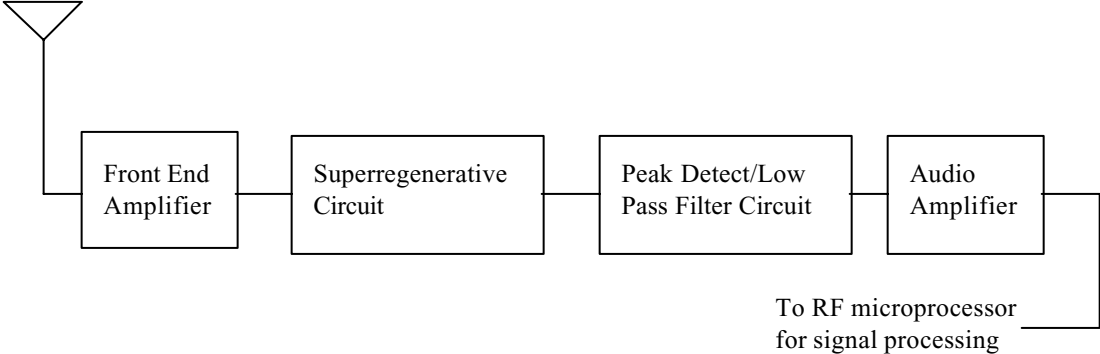 Front End
Amplifier
Superregenerative
Circuit
Peak Detect/Low
Pass Filter Circuit
Audio
Amplifier
To RF microprocessor
for signal processing